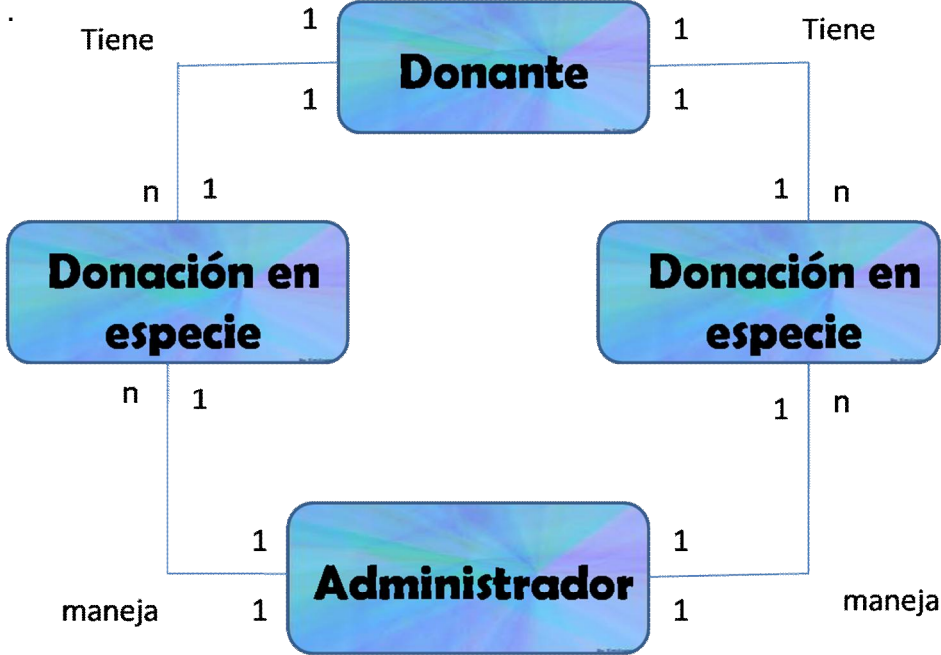 .
Tiene
1
Donante
1
Tiene
1
1
n
1
1
n
Donación en
especie
Donación en
especie
n
1
1
n
1
Administrador
1
maneja
1
1
maneja